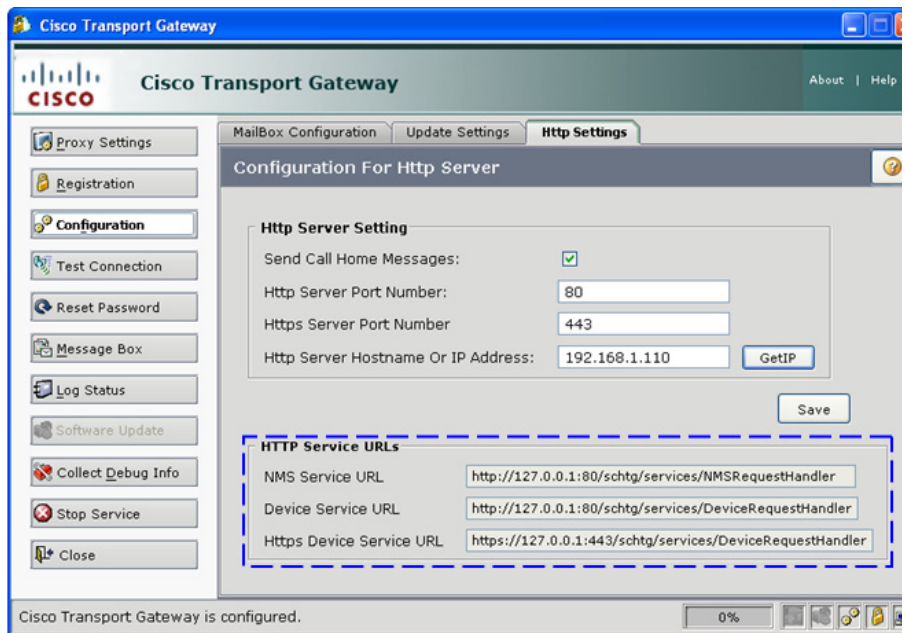 Cisco Transport Gateway
CISCO
Cisco Transport Gateway
About | Help
Proxy Settings
Registration
Configuration
Test Connection
Reset Password
Message Box
Log Status
Software Update
Collect Debug Info
Stop Service
Close
MailBox Configuration
Update Settings
Http Settings
Configuration For Http Server
Http Server Setting
Send Call Home Messages:
Http Server Port Number: 80
Https Server Port Number 443
Http Server Hostname Or IP Address: 192.168.1.110 GetIP
Save
HTTP Service URLs
NMS Service URL http://127.0.0.1:80/schtg/services/NMSRequestHandler
Device Service URL http://127.0.0.1:80/schtg/services/DeviceRequestHandler
Https Device Service URL https://127.0.0.1:443/schtg/services/DeviceRequestHandler
Cisco Transport Gateway is configured.
0%